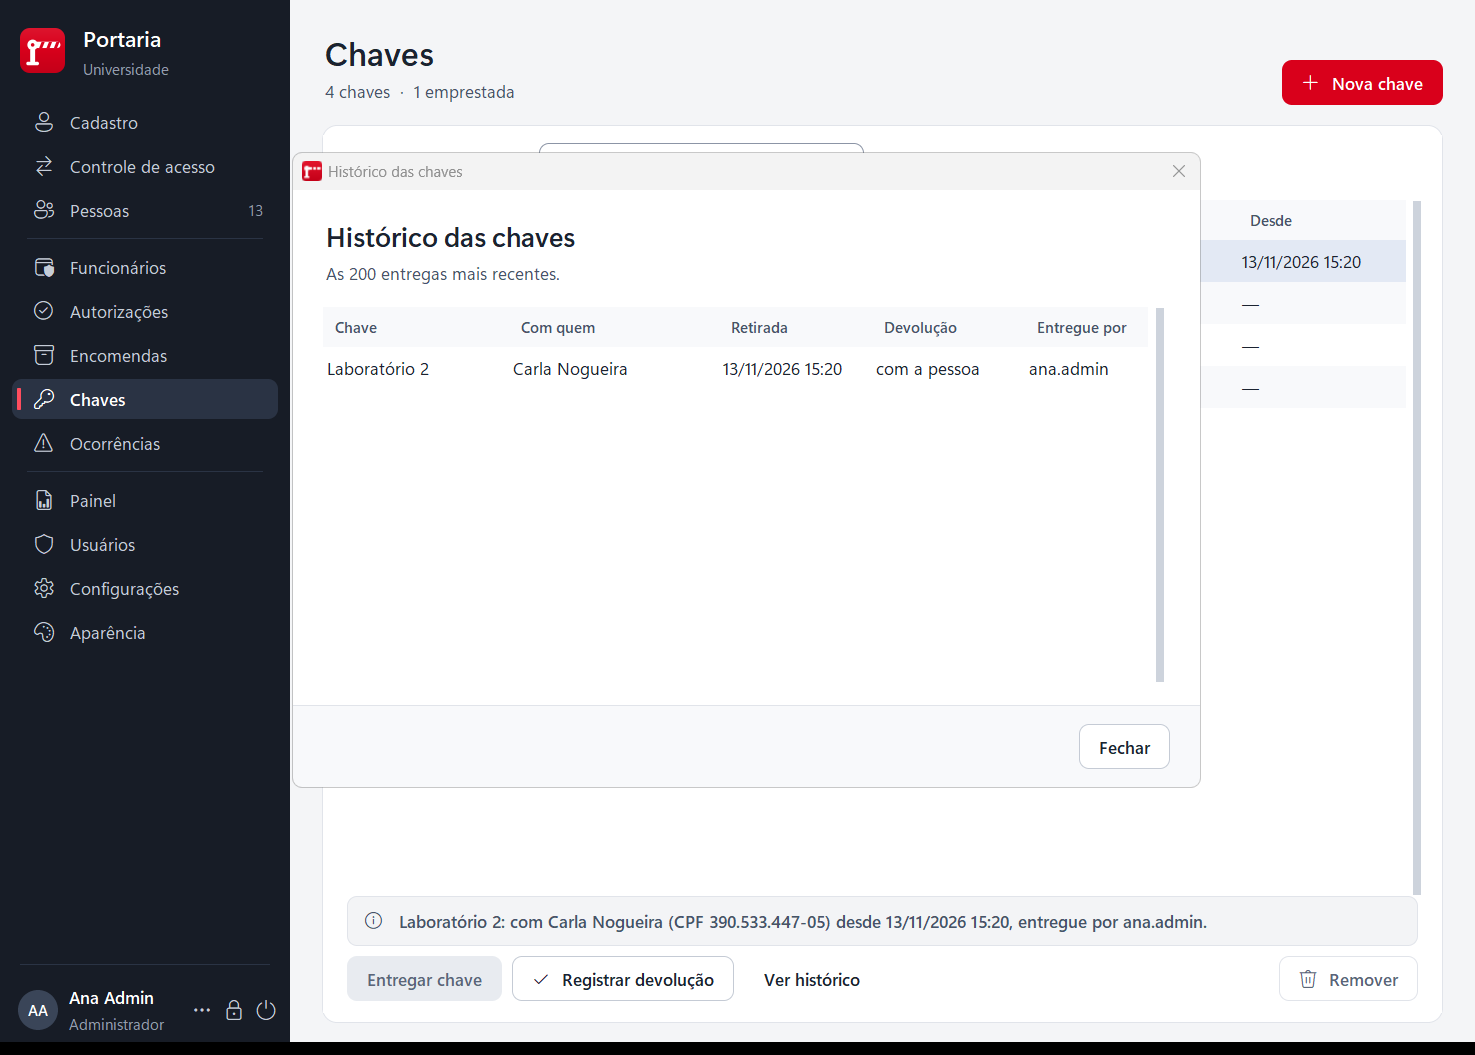 Portaria
Universidade
Cadastro
Controle de acesso
Pessoas 13
Funcionários
Autorizações
Encomendas
Chaves
Ocorrências
Painel
Usuários
Configurações
Aparência
AA Ana Admin
Administrador
Chaves
4 chaves · 1 emprestada
+ Nova chave
Desde
13/11/2026 15:20
—
—
—
Histórico das chaves
Histórico das chaves
As 200 entregas mais recentes.
Chave Com quem Retirada Devolução Entregue por
Laboratório 2 Carla Nogueira 13/11/2026 15:20 com a pessoa ana.admin
Fechar
Laboratório 2: com Carla Nogueira (CPF 390.533.447-05) desde 13/11/2026 15:20, entregue por ana.admin.
Entregar chave Registrar devolução Ver histórico Remover